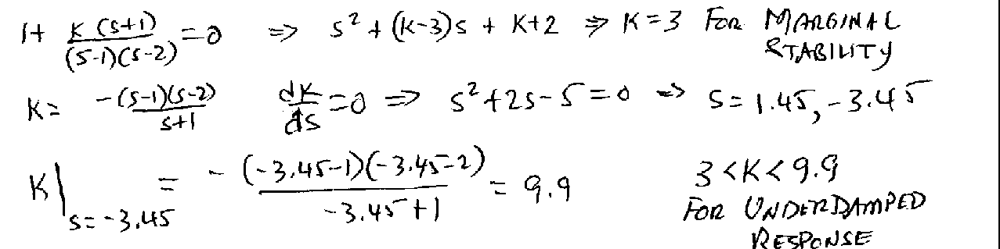 1+ K(s+1)/(s-1)(s-2) = 0 ⇒ s² + (K-3)s + K+2 ⇒ K=3 FOR MARGINAL
STABILITY
K= -(s-1)(s-2)/s+1 dK/ds = 0 ⇒ s²+2s-5=0 ⇒ s=1.45, -3.45
K|s=-3.45 = - (-3.45-1)(-3.45-2)/-3.45+1 = 9.9 3<K<9.9
FOR UNDERDAMPED
RESPONSE